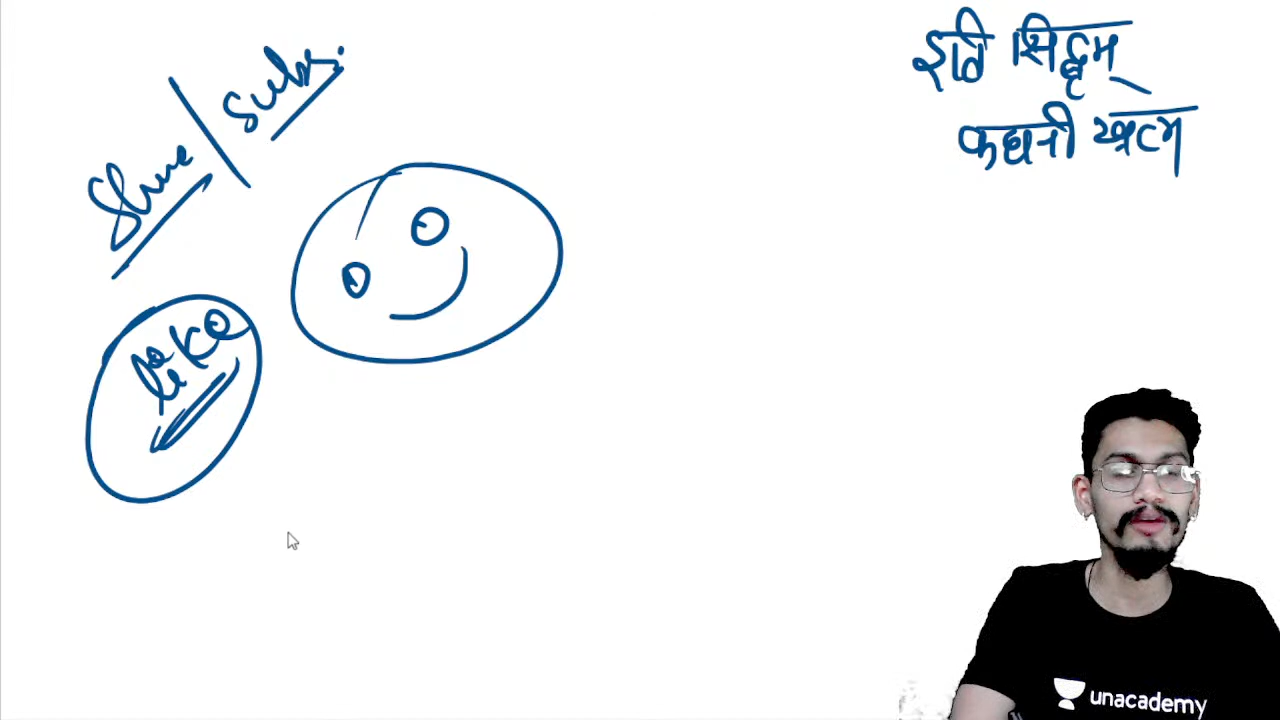 Share / Subs.
इति सिद्धम्
कहानी खत्म
Like
unacademy